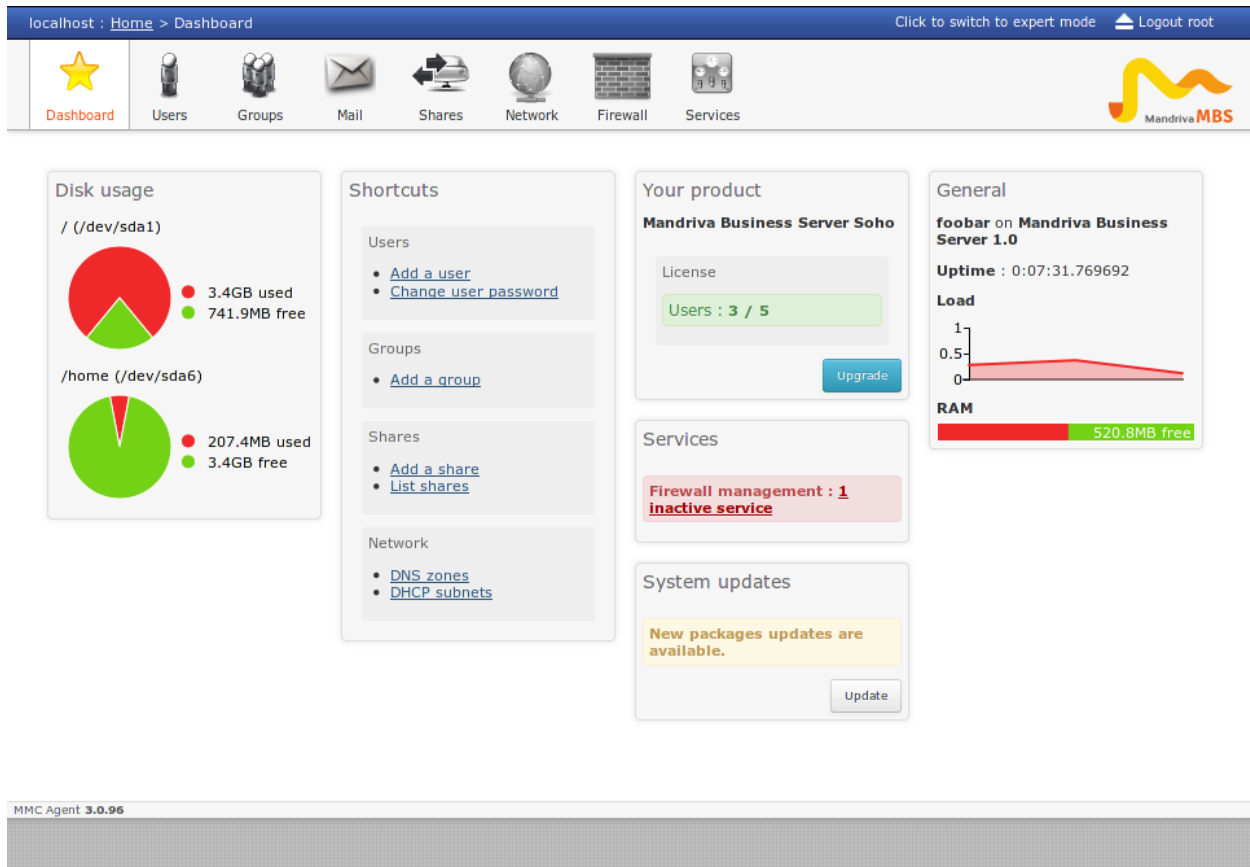 localhost : Home > Dashboard
Click to switch to expert mode
Logout root
Dashboard
Users
Groups
Mail
Shares
Network
Firewall
Services
Mandriva MBS
Disk usage
/ (/dev/sda1)
3.4GB used
741.9MB free
/home (/dev/sda6)
207.4MB used
3.4GB free
Shortcuts
Users
Add a user
Change user password
Groups
Add a group
Shares
Add a share
List shares
Network
DNS zones
DHCP subnets
Your product
Mandriva Business Server Soho
License
Users : 3 / 5
Upgrade
Services
Firewall management : 1
inactive service
System updates
New packages updates are
available.
Update
General
foobar on Mandriva Business
Server 1.0
Uptime : 0:07:31.769692
Load
1
0.5
0
RAM
520.8MB free
MMC Agent 3.0.96